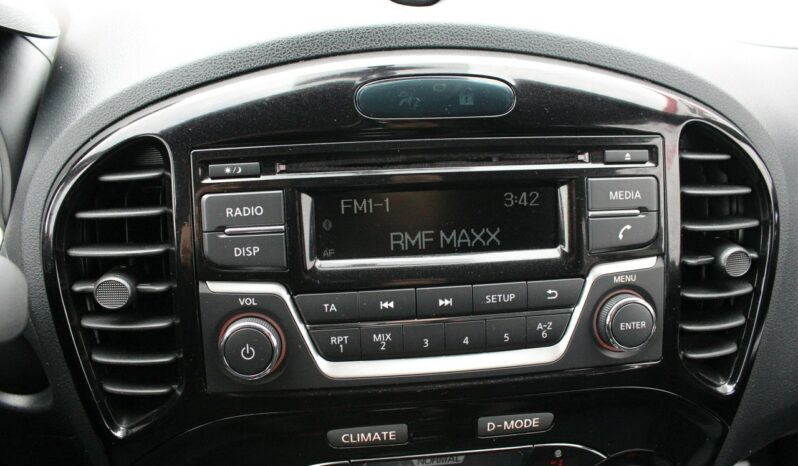 FM1-1 3:42
RMF MAXX
AF
RADIO
DISP
MEDIA
VOL
MENU
TA SETUP
RPT 1 MIX 2 3 4 5 A-Z 6
ENTER
CLIMATE D-MODE
NORMAL